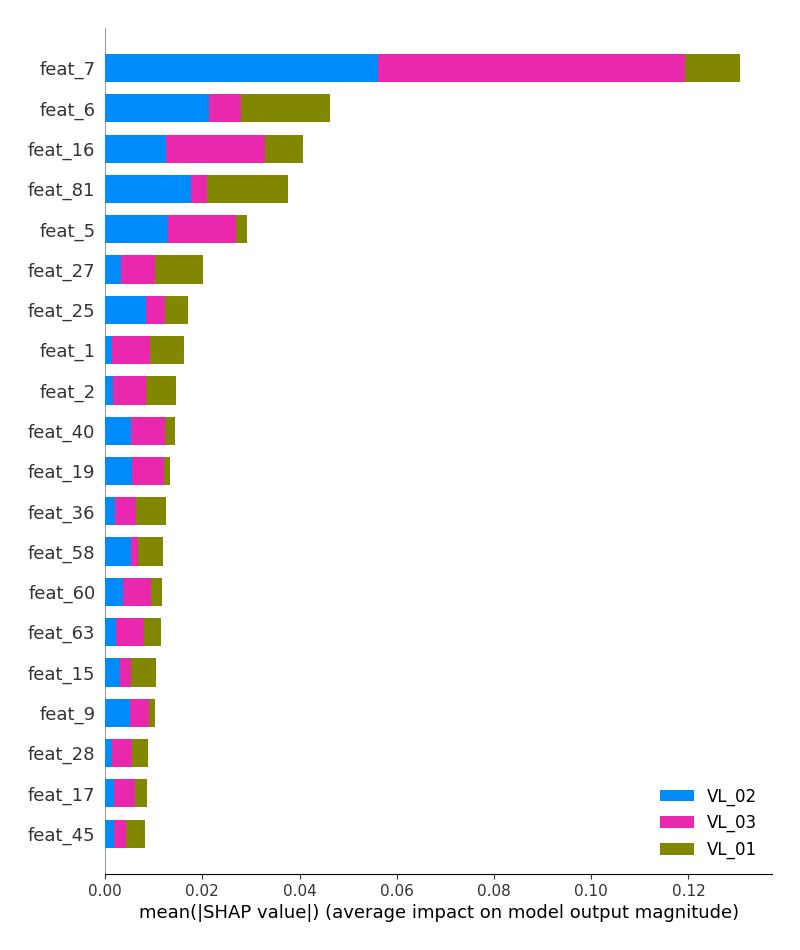 feat_7
feat_6
feat_16
feat_81
feat_5
feat_27
feat_25
feat_1
feat_2
feat_40
feat_19
feat_36
feat_58
feat_60
feat_63
feat_15
feat_9
feat_28
feat_17
feat_45
VL_02
VL_03
VL_01
0.00 0.02 0.04 0.06 0.08 0.10 0.12
mean(|SHAP value|) (average impact on model output magnitude)